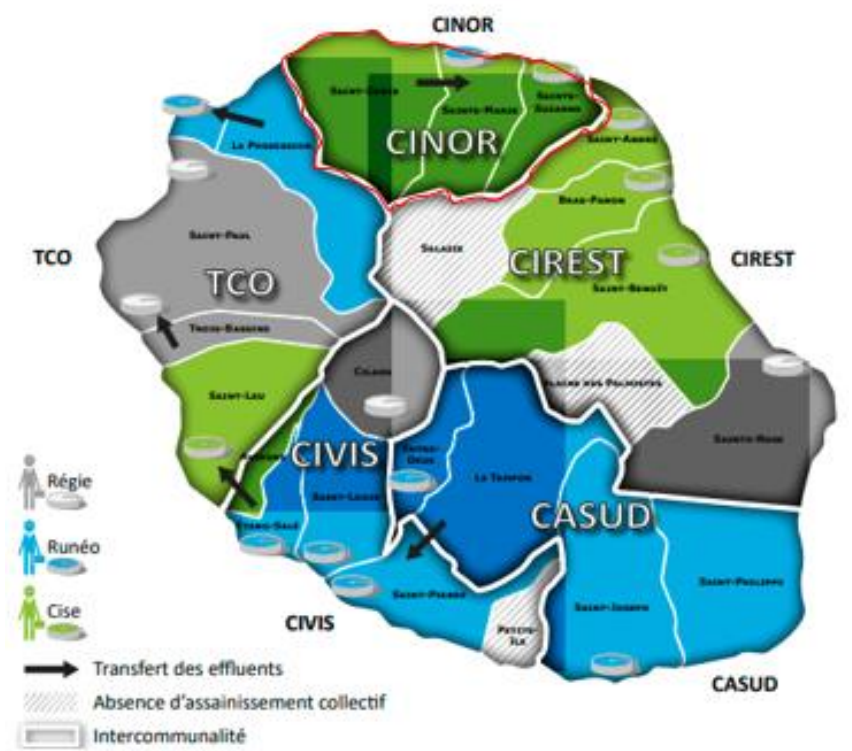 CINOR
SAINT-DENIS
SAINTE-MARIE
SAINTE-
SUZANNE
SAINT-ANDRÉ
LA POSSESSION
CINOR
BRAS-PANON
SAINT-PAUL
SALAZIE
TCO
CIREST
CIREST
TCO
SAINT-BENOÎT
TROIS-BASSINS
CILAOS
PLAINE DES PALMISTES
SAINT-LEU
SAINTE-ROSE
AVIRONS
CIVIS
ENTRE-
DEUX
LA TAMPON
SAINT-LOUIS
CASUD
ETANG-SALÉ
Régie
Runéo
Cise
SAINT-PIERRE
SAINT-JOSEPH
SAINT-PHILIPPE
PETITE-
ILE
CIVIS
CASUD
Transfert des effluents
Absence d'assainissement collectif
Intercommunalité